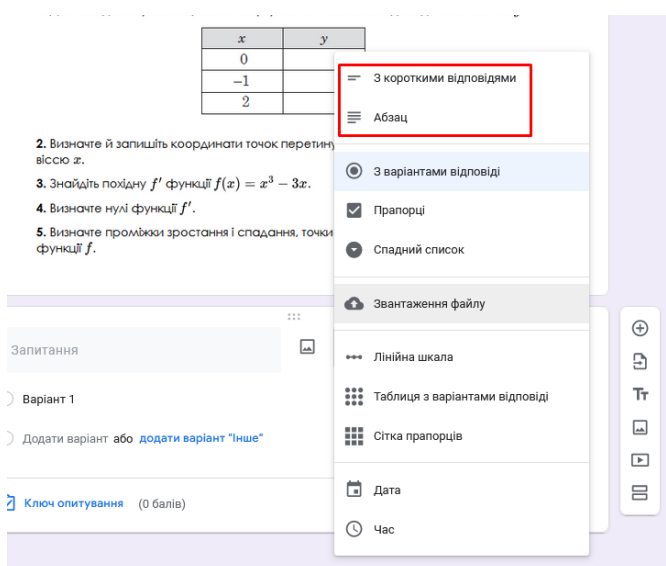 x y
0
−1
2
2. Визначте й запишіть координати точок перетину
віссю x.
3. Знайдіть похідну f′ функції f(x) = x³ − 3x.
4. Визначте нулі функції f′.
5. Визначте проміжки зростання і спадання, точки
функції f.
З короткими відповідями
Абзац
З варіантами відповіді
Прапорці
Спадний список
Звантаження файлу
Лінійна шкала
Таблиця з варіантами відповіді
Сітка прапорців
Дата
Час
Запитання
Варіант 1
Додати варіант або додати варіант "Інше"
Ключ опитування (0 балів)
Тт